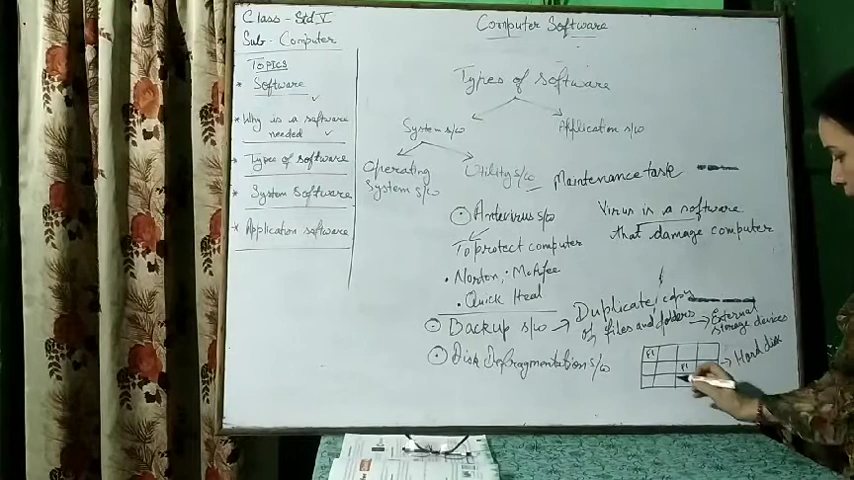 Class - Std V
Sub - Computer
Topics
* Software
* Why is a software
needed
* Types of software
* System software
* Application software
Computer Software
Types of software
System s/w
Application s/w
Operating
System s/w
Utility s/w
Maintenance task
Antivirus s/w
Virus is a software
that damage computer
To protect computer
• Norton, • McAfee
• Quick Heal
Backup s/w → Duplicate copy
of files and folders → External
storage devices
Disk Defragmentation s/w
F1
F1
→ Hard disk